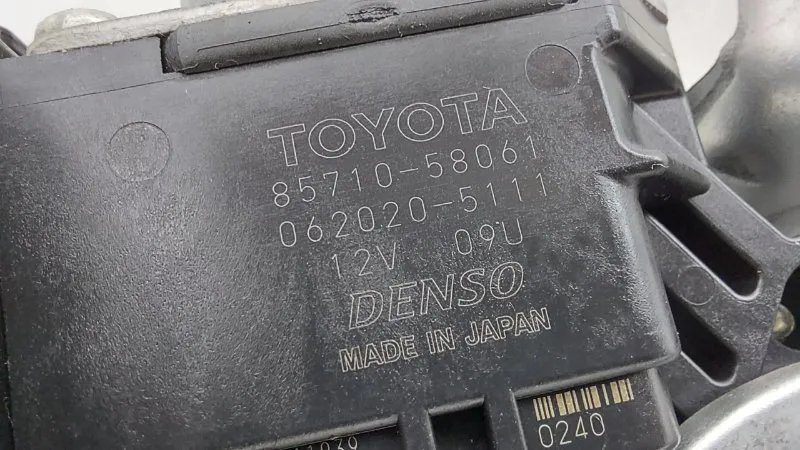 TOYOTA
85710-58061
062020-5111
12V 09U
DENSO
MADE IN JAPAN
0240